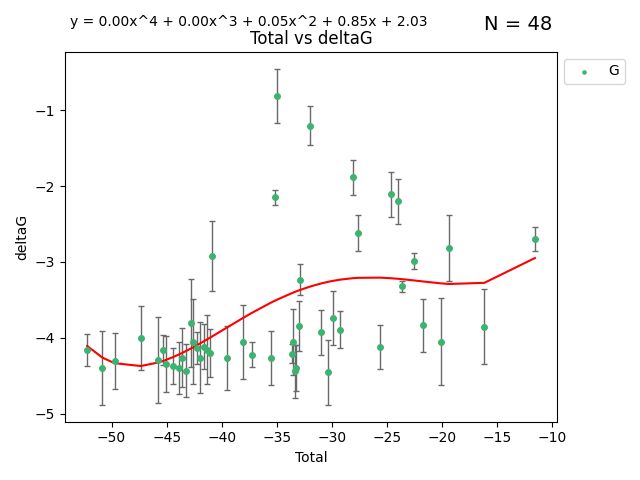 y = 0.00x^4 + 0.00x^3 + 0.05x^2 + 0.85x + 2.03
N = 48
Total vs deltaG
G
−1
−2
−3
−4
−5
deltaG
−50 −45 −40 −35 −30 −25 −20 −15 −10
Total